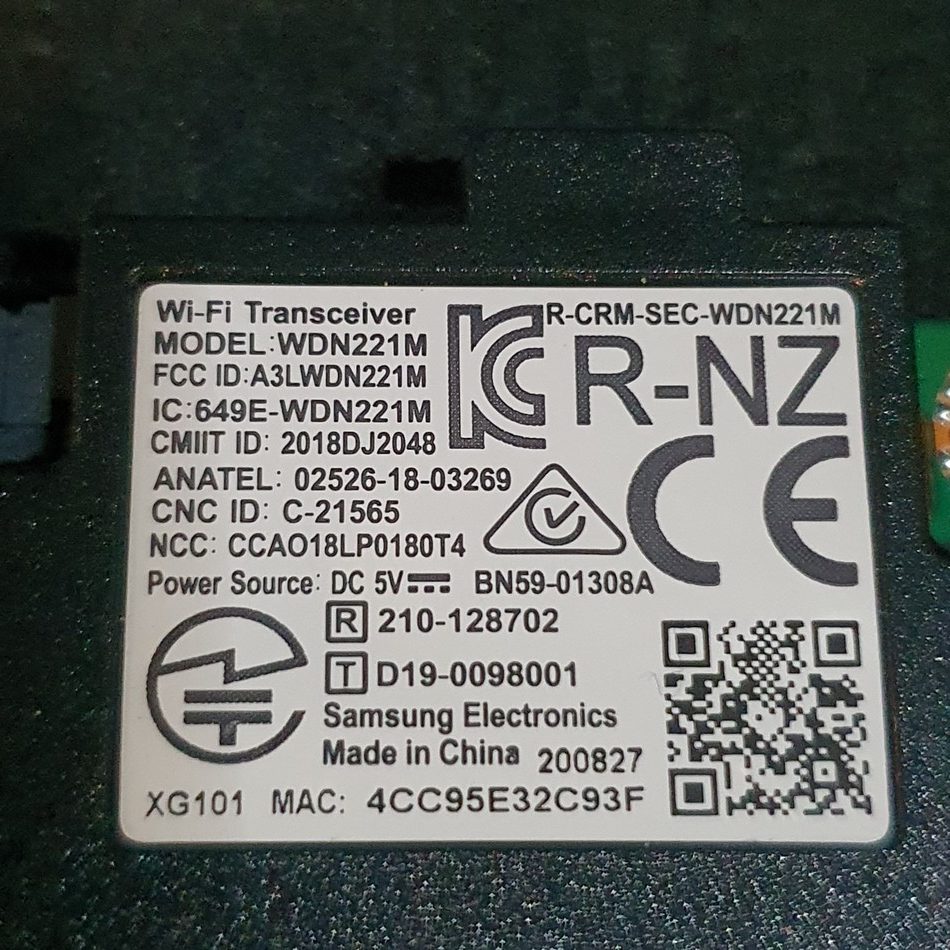 Wi-Fi Transceiver
R-CRM-SEC-WDN221M
MODEL:WDN221M
FCC ID:A3LWDN221M
R-NZ
IC:649E-WDN221M
CMIIT ID: 2018DJ2048
ANATEL: 02526-18-03269
CNC ID: C-21565
NCC: CCAO18LP0180T4
CE
Power Source: DC 5V BN59-01308A
R 210-128702
T D19-0098001
Samsung Electronics
Made in China 200827
XG101 MAC: 4CC95E32C93F